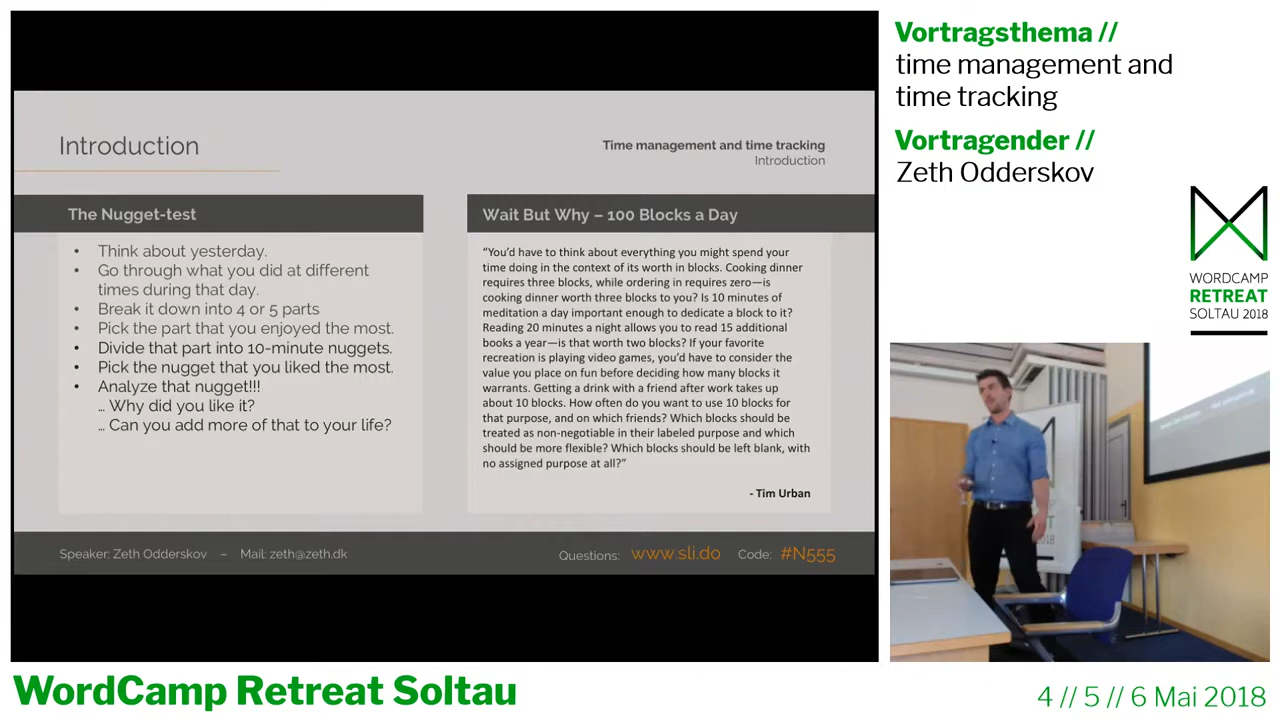 Introduction
Time management and time tracking
Introduction
The Nugget-test
• Think about yesterday.
• Go through what you did at different
times during that day.
• Break it down into 4 or 5 parts
• Pick the part that you enjoyed the most.
• Divide that part into 10-minute nuggets.
• Pick the nugget that you liked the most.
• Analyze that nugget!!!
… Why did you like it?
… Can you add more of that to your life?
Wait But Why – 100 Blocks a Day
“You’d have to think about everything you might spend your
time doing in the context of its worth in blocks. Cooking dinner
requires three blocks, while ordering in requires zero—is
cooking dinner worth three blocks to you? Is 10 minutes of
meditation a day important enough to dedicate a block to it?
Reading 20 minutes a night allows you to read 15 additional
books a year—is that worth two blocks? If your favorite
recreation is playing video games, you’d have to consider the
value you place on fun before deciding how many blocks it
warrants. Getting a drink with a friend after work takes up
about 10 blocks. How often do you want to use 10 blocks for
that purpose, and on which friends? Which blocks should be
treated as non-negotiable in their labeled purpose and which
should be more flexible? Which blocks should be left blank, with
no assigned purpose at all?“
- Tim Urban
Speaker: Zeth Odderskov – Mail: zeth@zeth.dk
Questions: www.sli.do Code: #N555
Vortragsthema //
time management and
time tracking
Vortragender //
Zeth Odderskov
WORDCAMP
RETREAT
SOLTAU 2018
WordCamp Retreat Soltau
4 // 5 // 6 Mai 2018